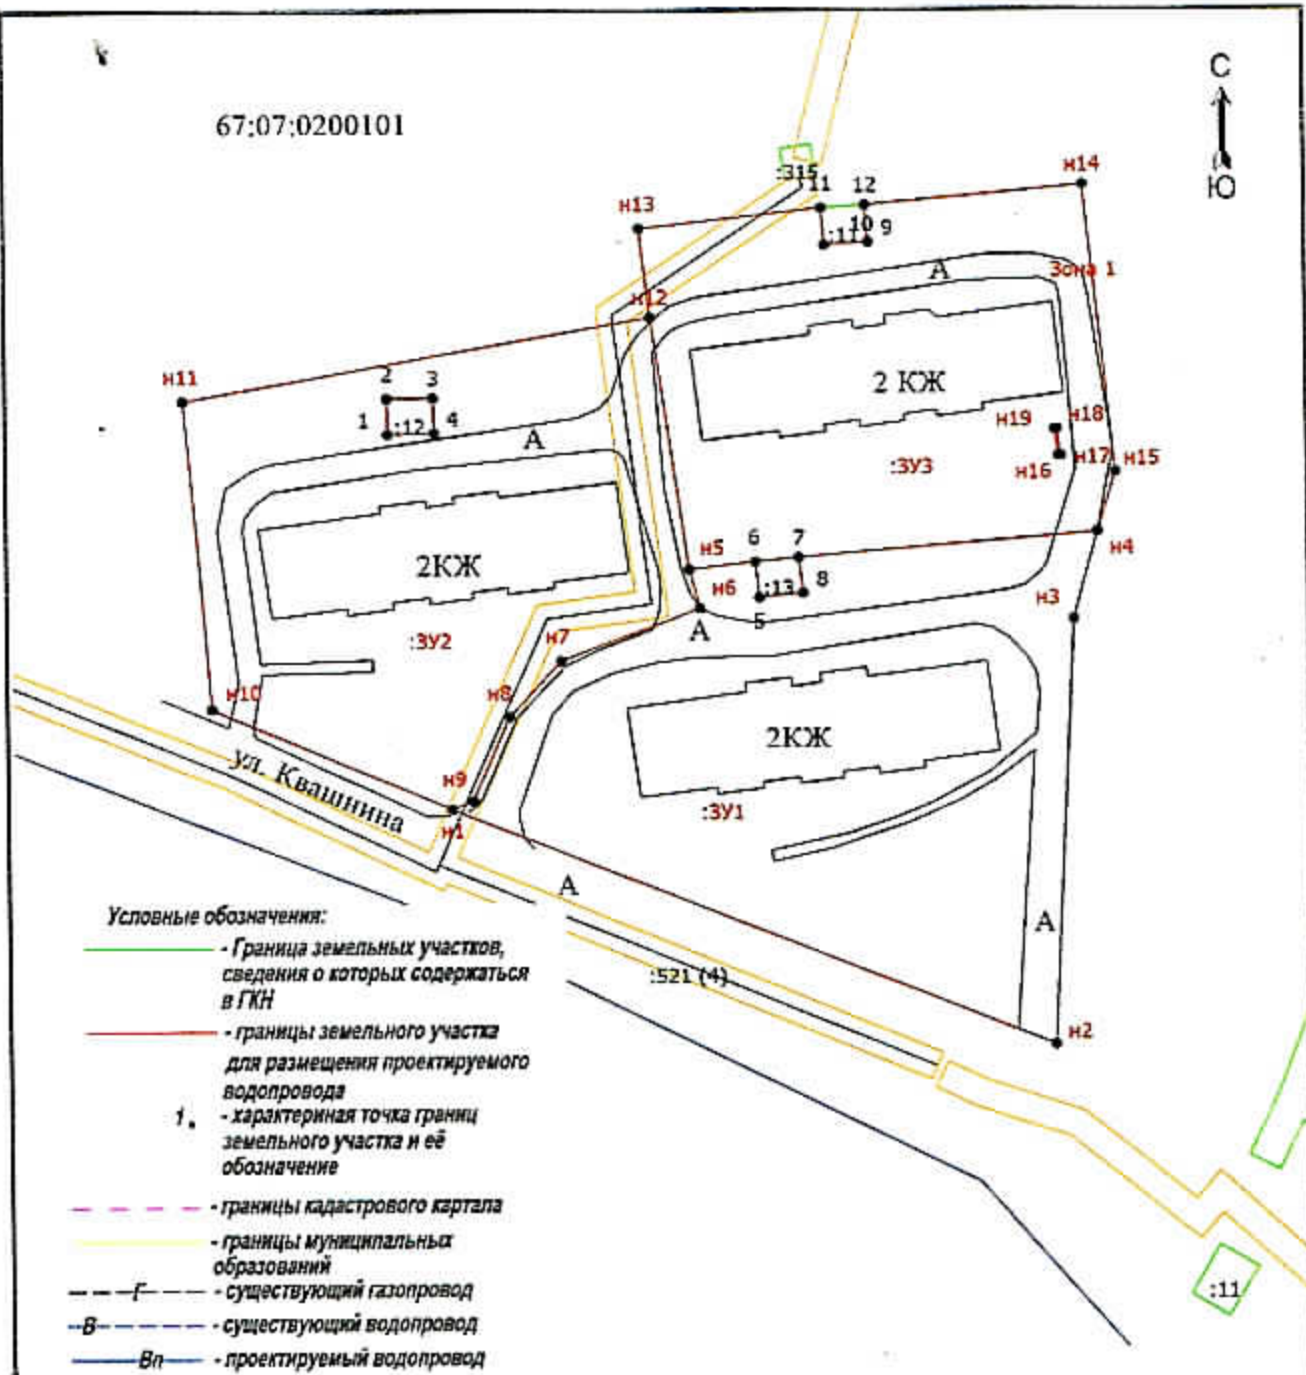 С
67:07:0200101
Ю
:315
н14
11
12
н13
10
9
:11
А
Зона 1
н12
н11
2
3
2 КЖ
1
:12
4
н19
н18
А
:ЗУ3
н16
н17
н15
6
7
н5
н4
2КЖ
н6
:13
8
н3
5
:ЗУ2
А
н7
н10
н8
2КЖ
ул. Квашнина
н9
:ЗУ1
н1
А
А
Условные обозначения:
- Граница земельных участков,
сведения о которых содержаться
в ГКН
:521 (4)
- границы земельного участка
для размещения проектируемого
водопровода
н2
1. - характериная точка границ
земельного участка и её
обозначение
- границы кадастрового картала
- границы муниципальных
образований
Г - существующий газопровод
:11
В - существующий водопровод
Вп - проектируемый водопровод